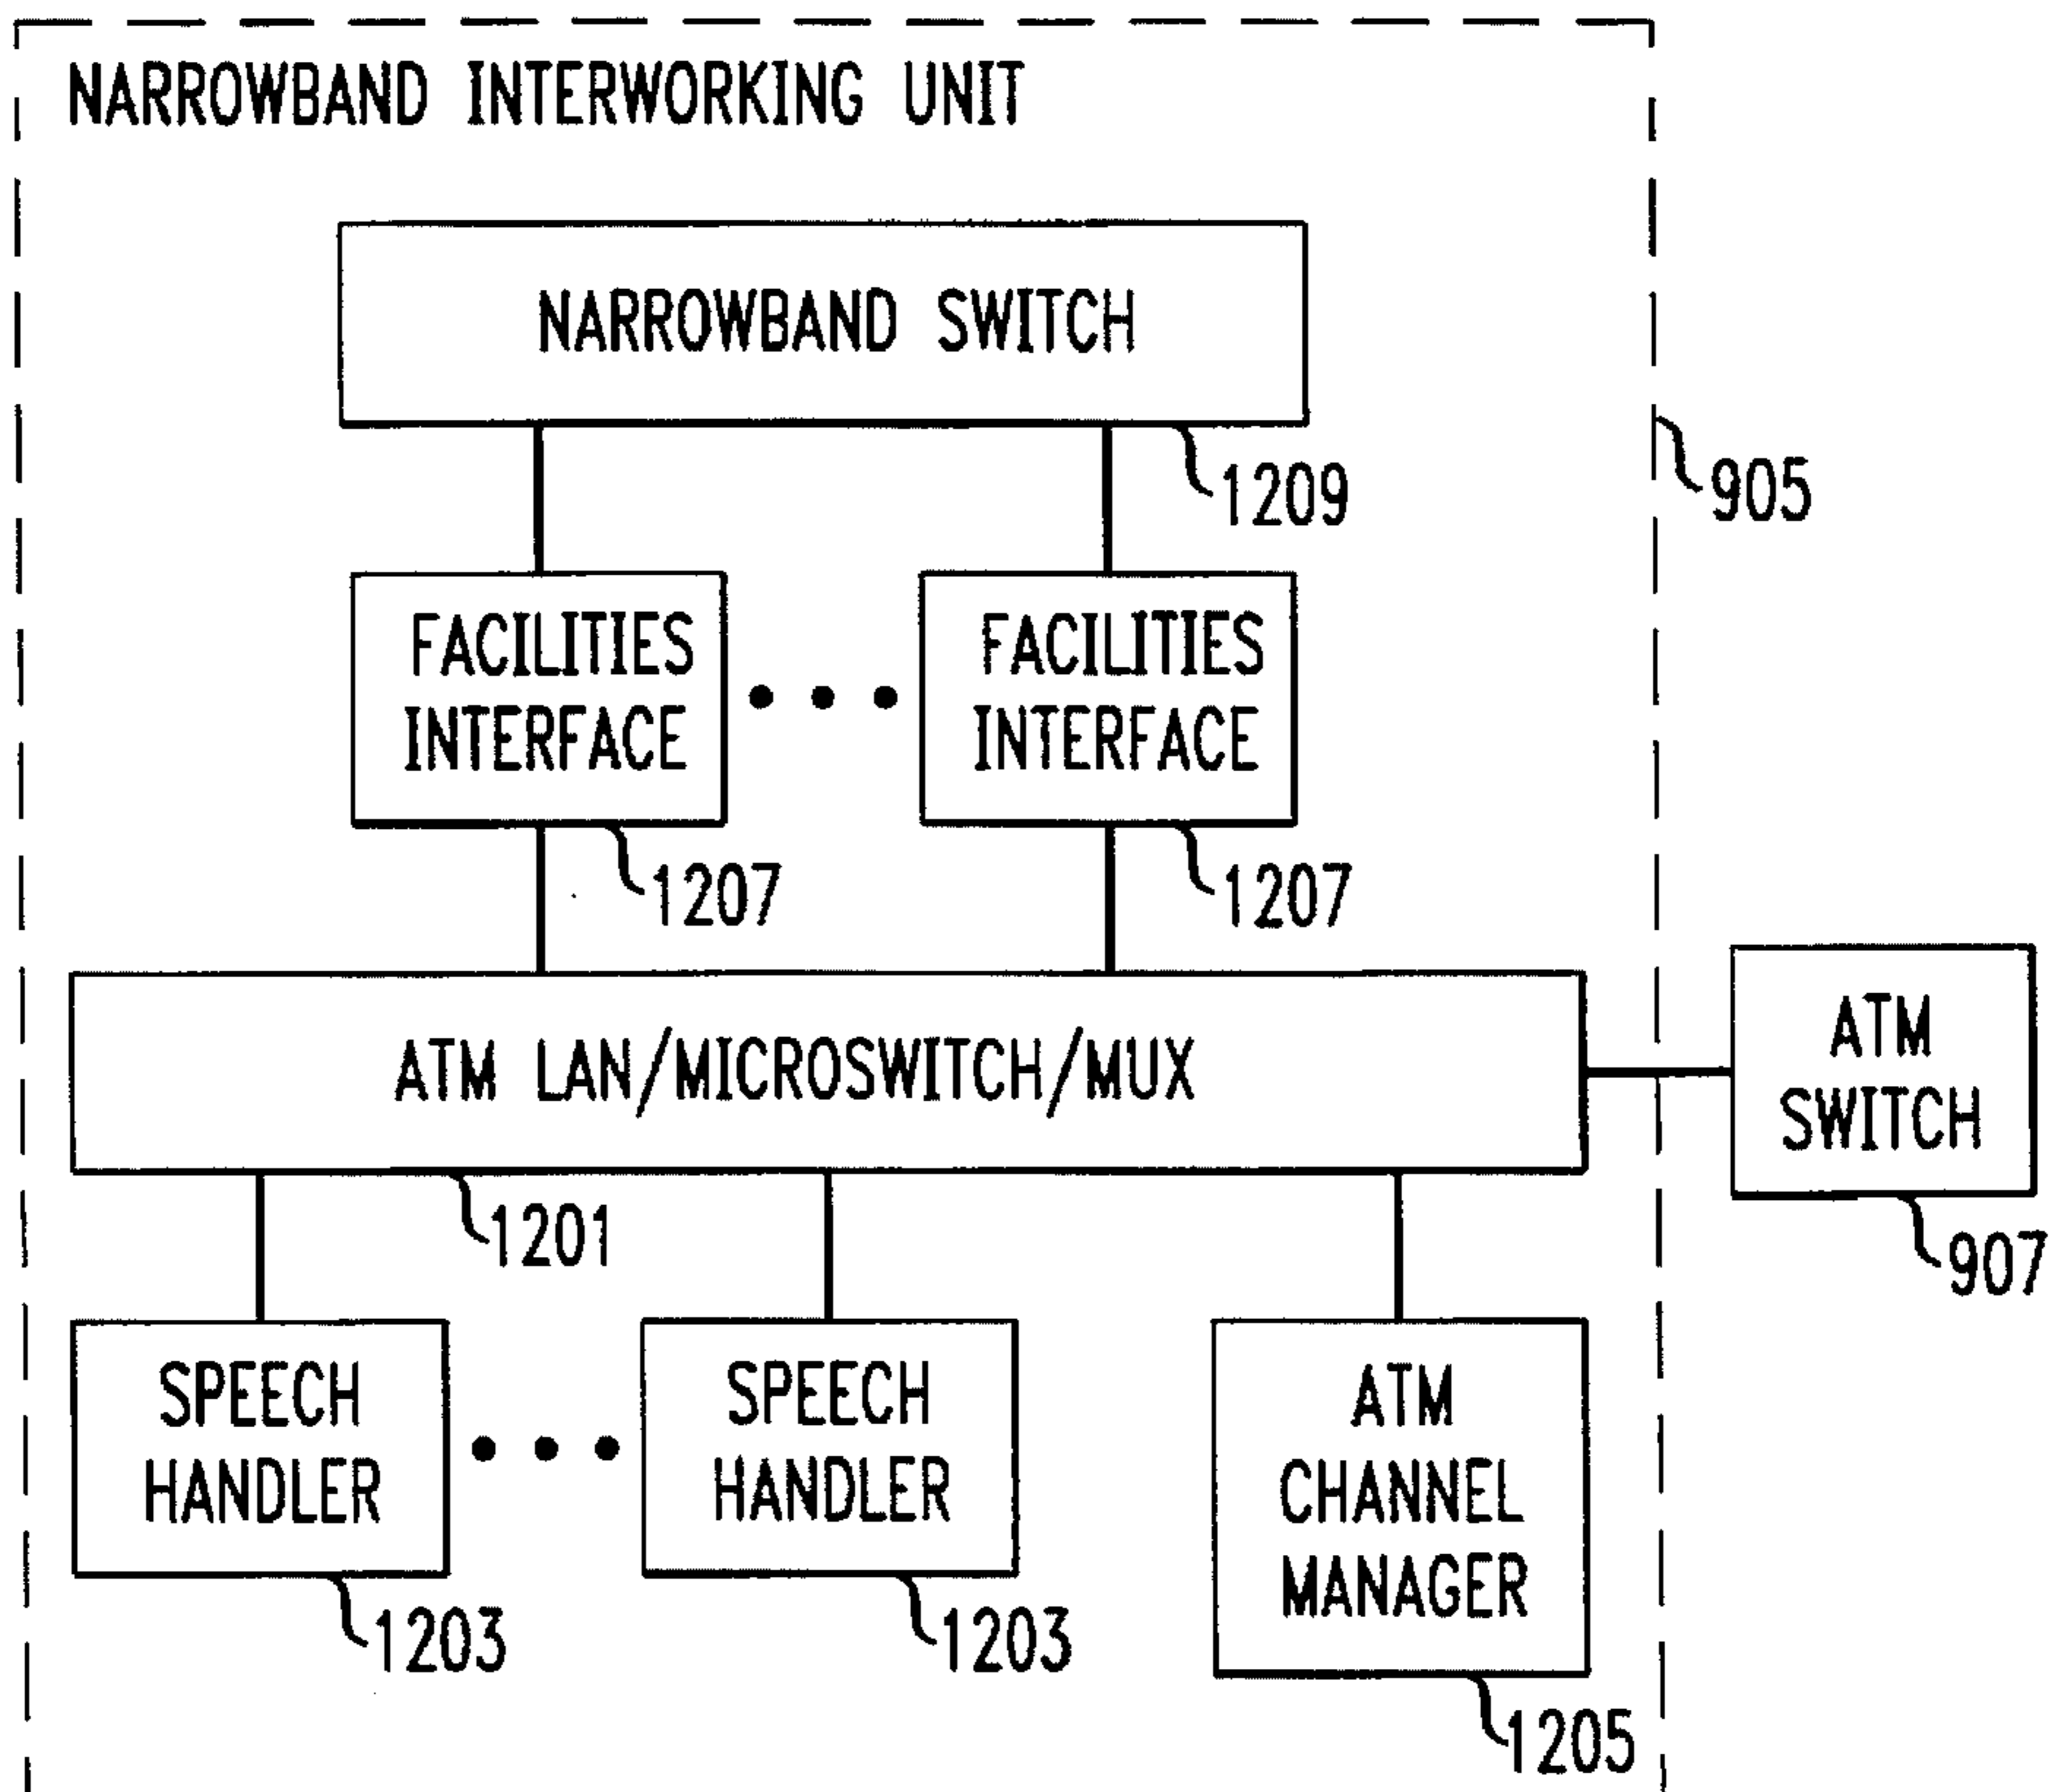 NARROWBAND INTERWORKING UNIT
NARROWBAND SWITCH
1209
905
FACILITIES
INTERFACE
1207
FACILITIES
INTERFACE
1207
ATM LAN/MICROSWITCH/MUX
1201
ATM
SWITCH
907
SPEECH
HANDLER
1203
SPEECH
HANDLER
1203
ATM
CHANNEL
MANAGER
1205